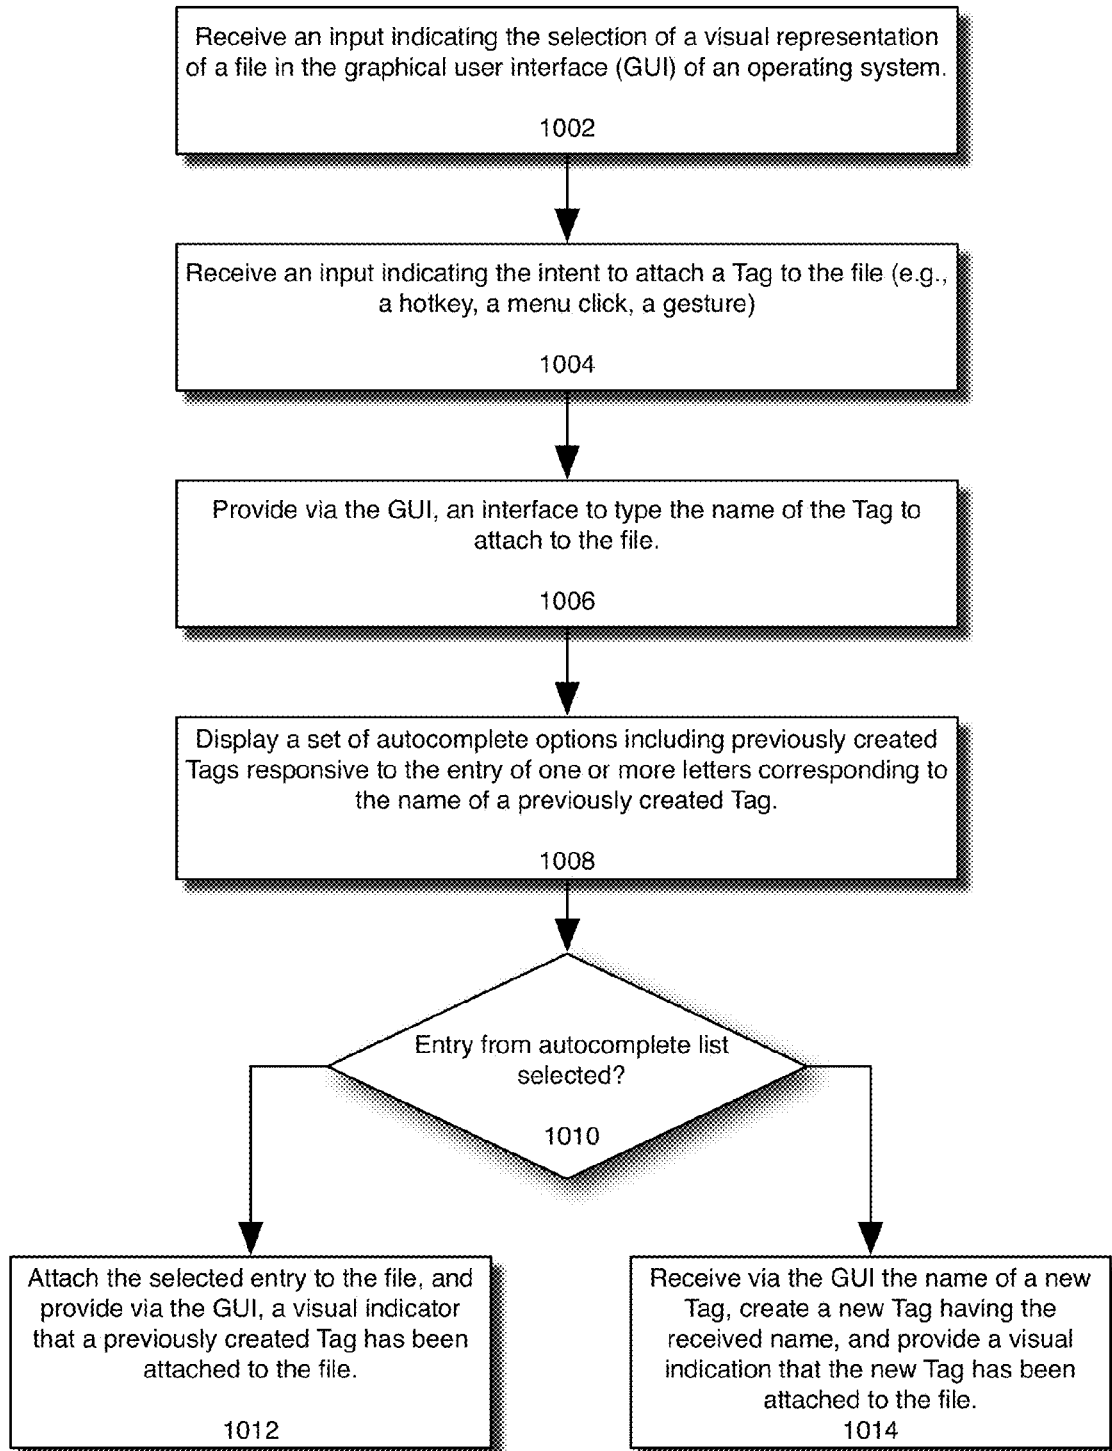 Receive an input indicating the selection of a visual representation
of a file in the graphical user interface (GUI) of an operating system.
1002
Receive an input indicating the intent to attach a Tag to the file (e.g.,
a hotkey, a menu click, a gesture)
1004
Provide via the GUI, an interface to type the name of the Tag to
attach to the file.
1006
Display a set of autocomplete options including previously created
Tags responsive to the entry of one or more letters corresponding to
the name of a previously created Tag.
1008
Entry from autocomplete list
selected?
1010
Attach the selected entry to the file, and
provide via the GUI, a visual indicator
that a previously created Tag has been
attached to the file.
1012
Receive via the GUI the name of a new
Tag, create a new Tag having the
received name, and provide a visual
indication that the new Tag has been
attached to the file.
1014